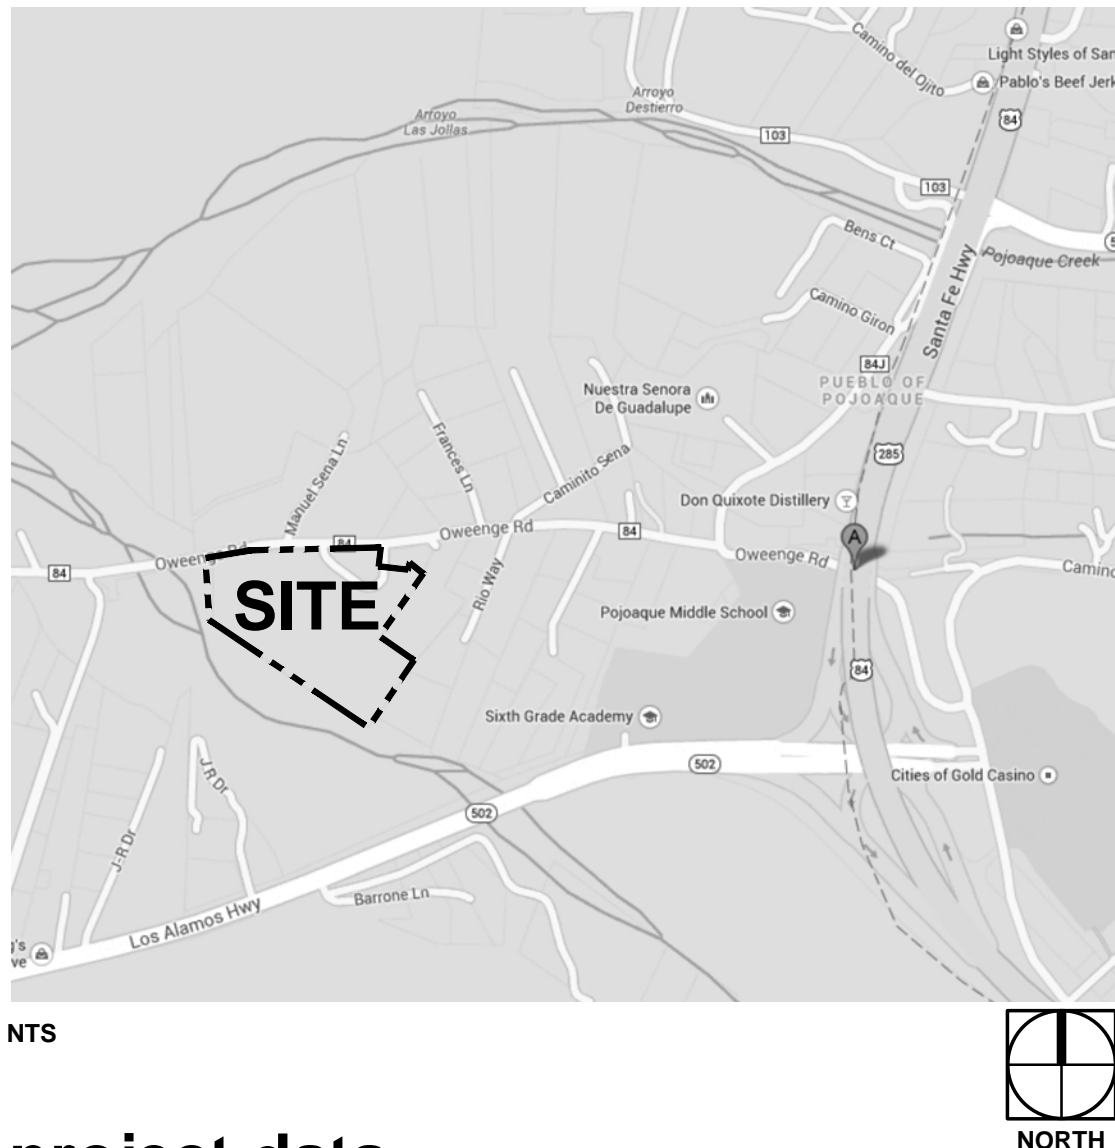 Camino del Ojito
Light Styles of San
Pablo's Beef Jerk
Arroyo
Destierro
Arroyo
Las Jollas
84
103
103
Bens Ct
Pojoaque Creek
5
Santa Fe Hwy
Camino Giron
84J
PUEBLO OF
POJOAQUE
Nuestra Senora
De Guadalupe
Manuel Sena Ln
Frances Ln
Caminito Sena
285
Don Quixote Distillery
A
Oweenge Rd
84
84
Oweenge Rd
Oweenge Rd
Camino
84
SITE
Rio Way
Pojoaque Middle School
84
Sixth Grade Academy
502
Cities of Gold Casino
J R Dr
502
J-R Dr
Barrone Ln
Los Alamos Hwy
g's
ve
NTS
NORTH
project data